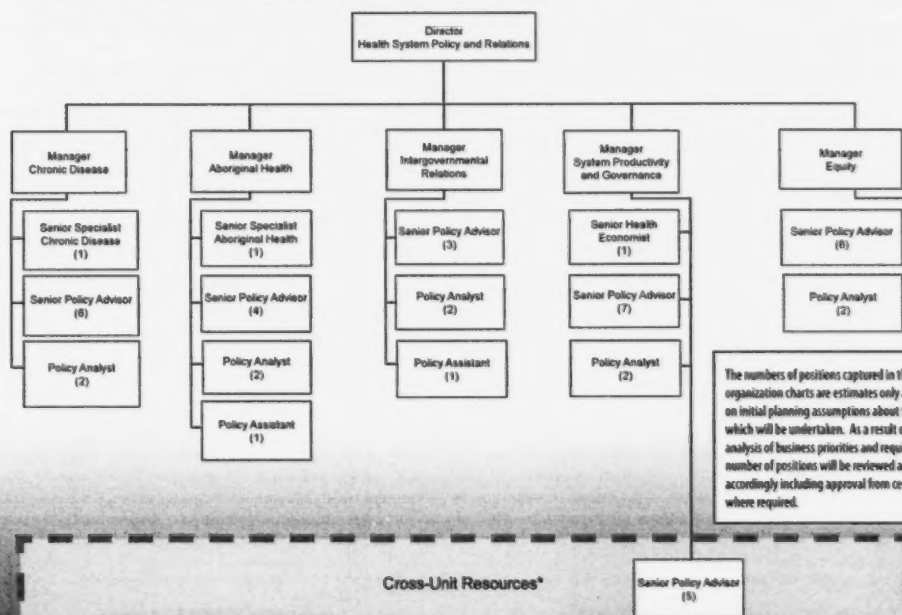 Director
Health System Policy and Relations
Manager
Chronic Disease
Manager
Aboriginal Health
Manager
Intergovernmental
Relations
Manager
System Productivity
and Governance
Manager
Equity
Senior Specialist
Chronic Disease
(1)
Senior Policy Advisor
(6)
Policy Analyst
(2)
Senior Specialist
Aboriginal Health
(1)
Senior Policy Advisor
(4)
Policy Analyst
(2)
Policy Assistant
(1)
Senior Policy Advisor
(3)
Policy Analyst
(2)
Policy Assistant
(1)
Senior Health
Economist
(1)
Senior Policy Advisor
(7)
Policy Analyst
(2)
Senior Policy Advisor
(6)
Policy Analyst
(2)
The numbers of positions captured in
organization charts are estimates only
on initial planning assumptions about
which will be undertaken. As a result
analysis of business priorities and
number of positions will be reviewed
accordingly including approval from
where required.
Cross-Unit Resources*
Senior Policy Advisor
(5)